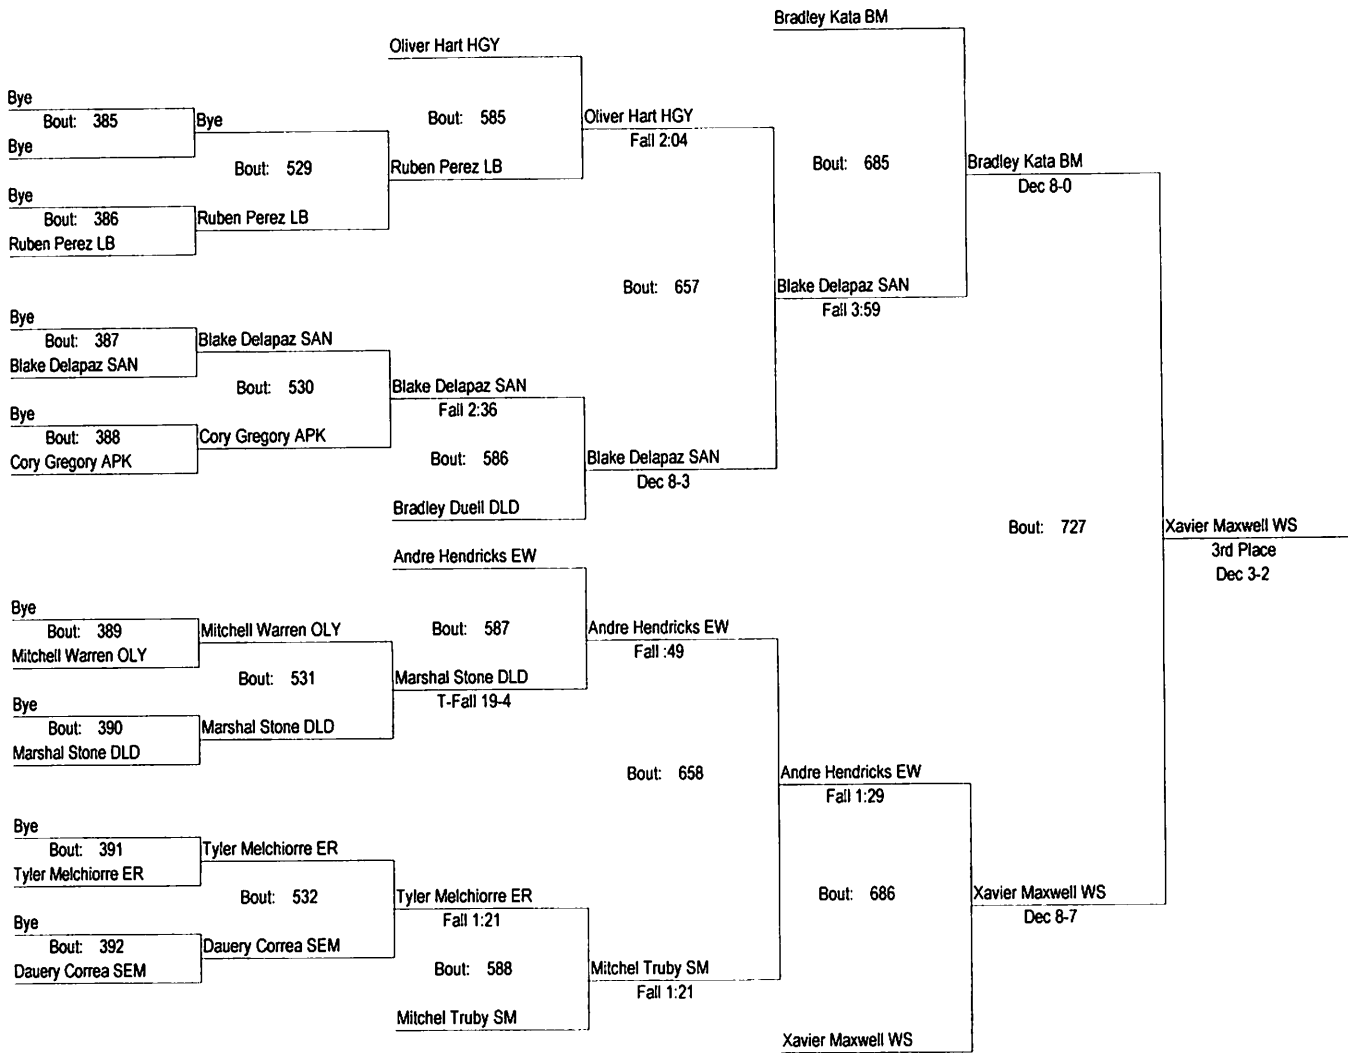 Bradley Kata BM
Oliver Hart HGY
Bye
Bout: 385
Bye
Bout: 585
Oliver Hart HGY
Fall 2:04
Bye
Bout: 529
Ruben Perez LB
Bout: 685
Bradley Kata BM
Dec 8-0
Bye
Bout: 386
Ruben Perez LB
Ruben Perez LB
Bout: 657
Blake Delapaz SAN
Fall 3:59
Bye
Bout: 387
Blake Delapaz SAN
Blake Delapaz SAN
Bout: 530
Blake Delapaz SAN
Fall 2:36
Bye
Bout: 388
Cory Gregory APK
Cory Gregory APK
Bout: 586
Blake Delapaz SAN
Dec 8-3
Bradley Duell DLD
Bout: 727
Xavier Maxwell WS
3rd Place
Dec 3-2
Andre Hendricks EW
Bye
Bout: 389
Mitchell Warren OLY
Mitchell Warren OLY
Bout: 587
Andre Hendricks EW
Fall :49
Bout: 531
Marshal Stone DLD
T-Fall 19-4
Bye
Bout: 390
Marshal Stone DLD
Marshal Stone DLD
Bout: 658
Andre Hendricks EW
Fall 1:29
Bye
Bout: 391
Tyler Melchiorre ER
Tyler Melchiorre ER
Bout: 532
Tyler Melchiorre ER
Fall 1:21
Bout: 686
Xavier Maxwell WS
Dec 8-7
Bye
Bout: 392
Dauery Correa SEM
Dauery Correa SEM
Bout: 588
Mitchel Truby SM
Fall 1:21
Mitchel Truby SM
Xavier Maxwell WS